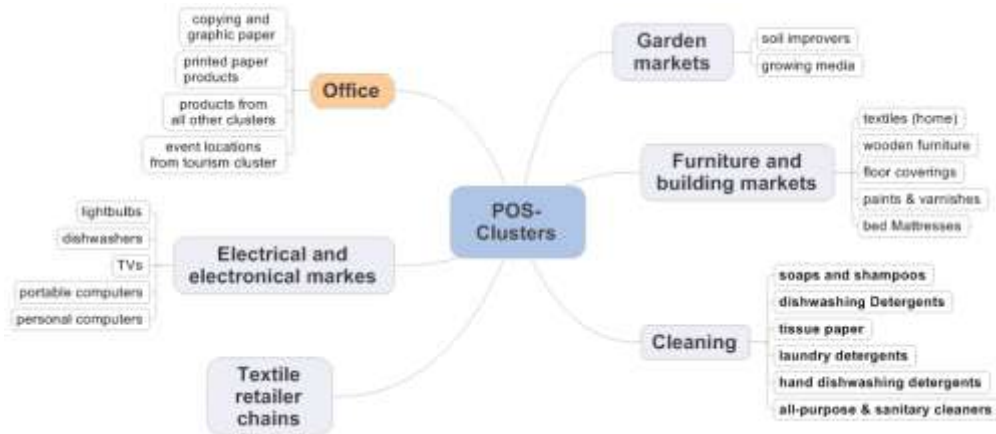 copying and
graphic paper
printed paper
products
products from
all other clusters
event locations
from tourism cluster
Office
lightbulbs
dishwashers
TVs
portable computers
personal computers
Electrical and
electronical markes
Textile
retailer
chains
POS-
Clusters
Garden
markets
soil improvers
growing media
Furniture and
building markets
textiles (home)
wooden furniture
floor coverings
paints & varnishes
bed Mattresses
Cleaning
soaps and shampoos
dishwashing Detergents
tissue paper
laundry detergents
hand dishwashing detergents
all-purpose & sanitary cleaners